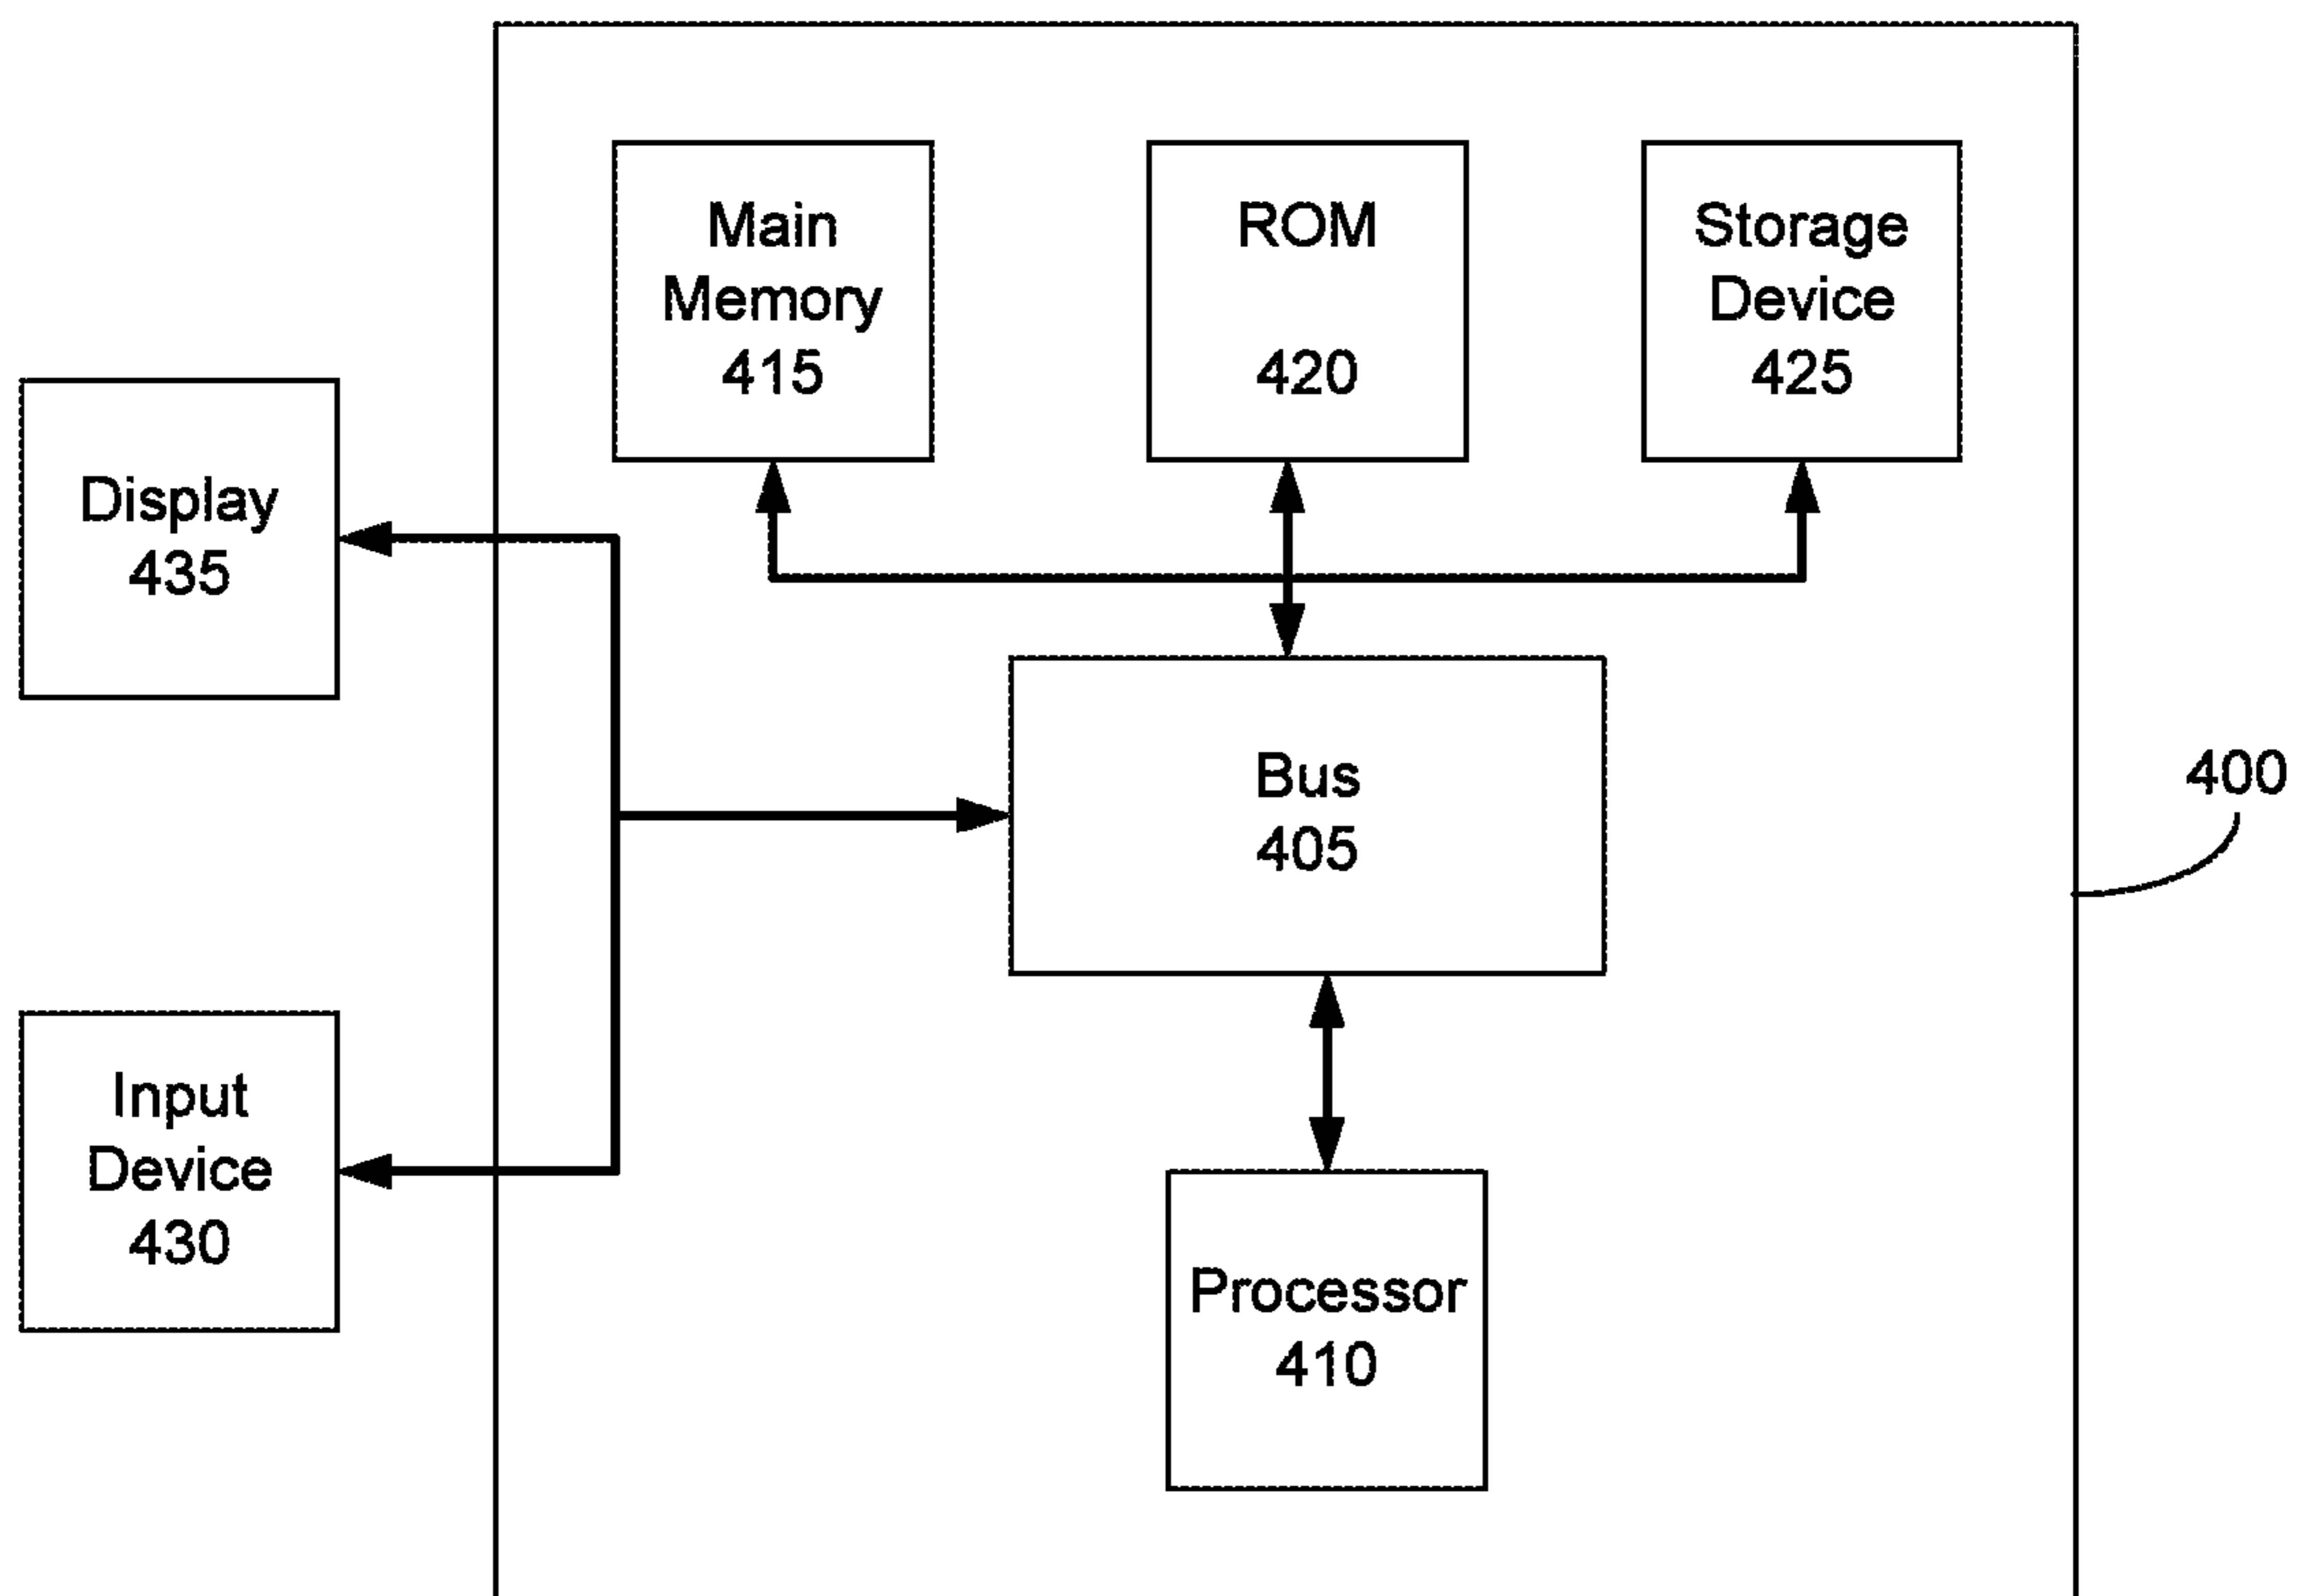 Main
Memory
415
ROM
420
Storage
Device
425
Display
435
Bus
405
400
Input
Device
430
Processor
410